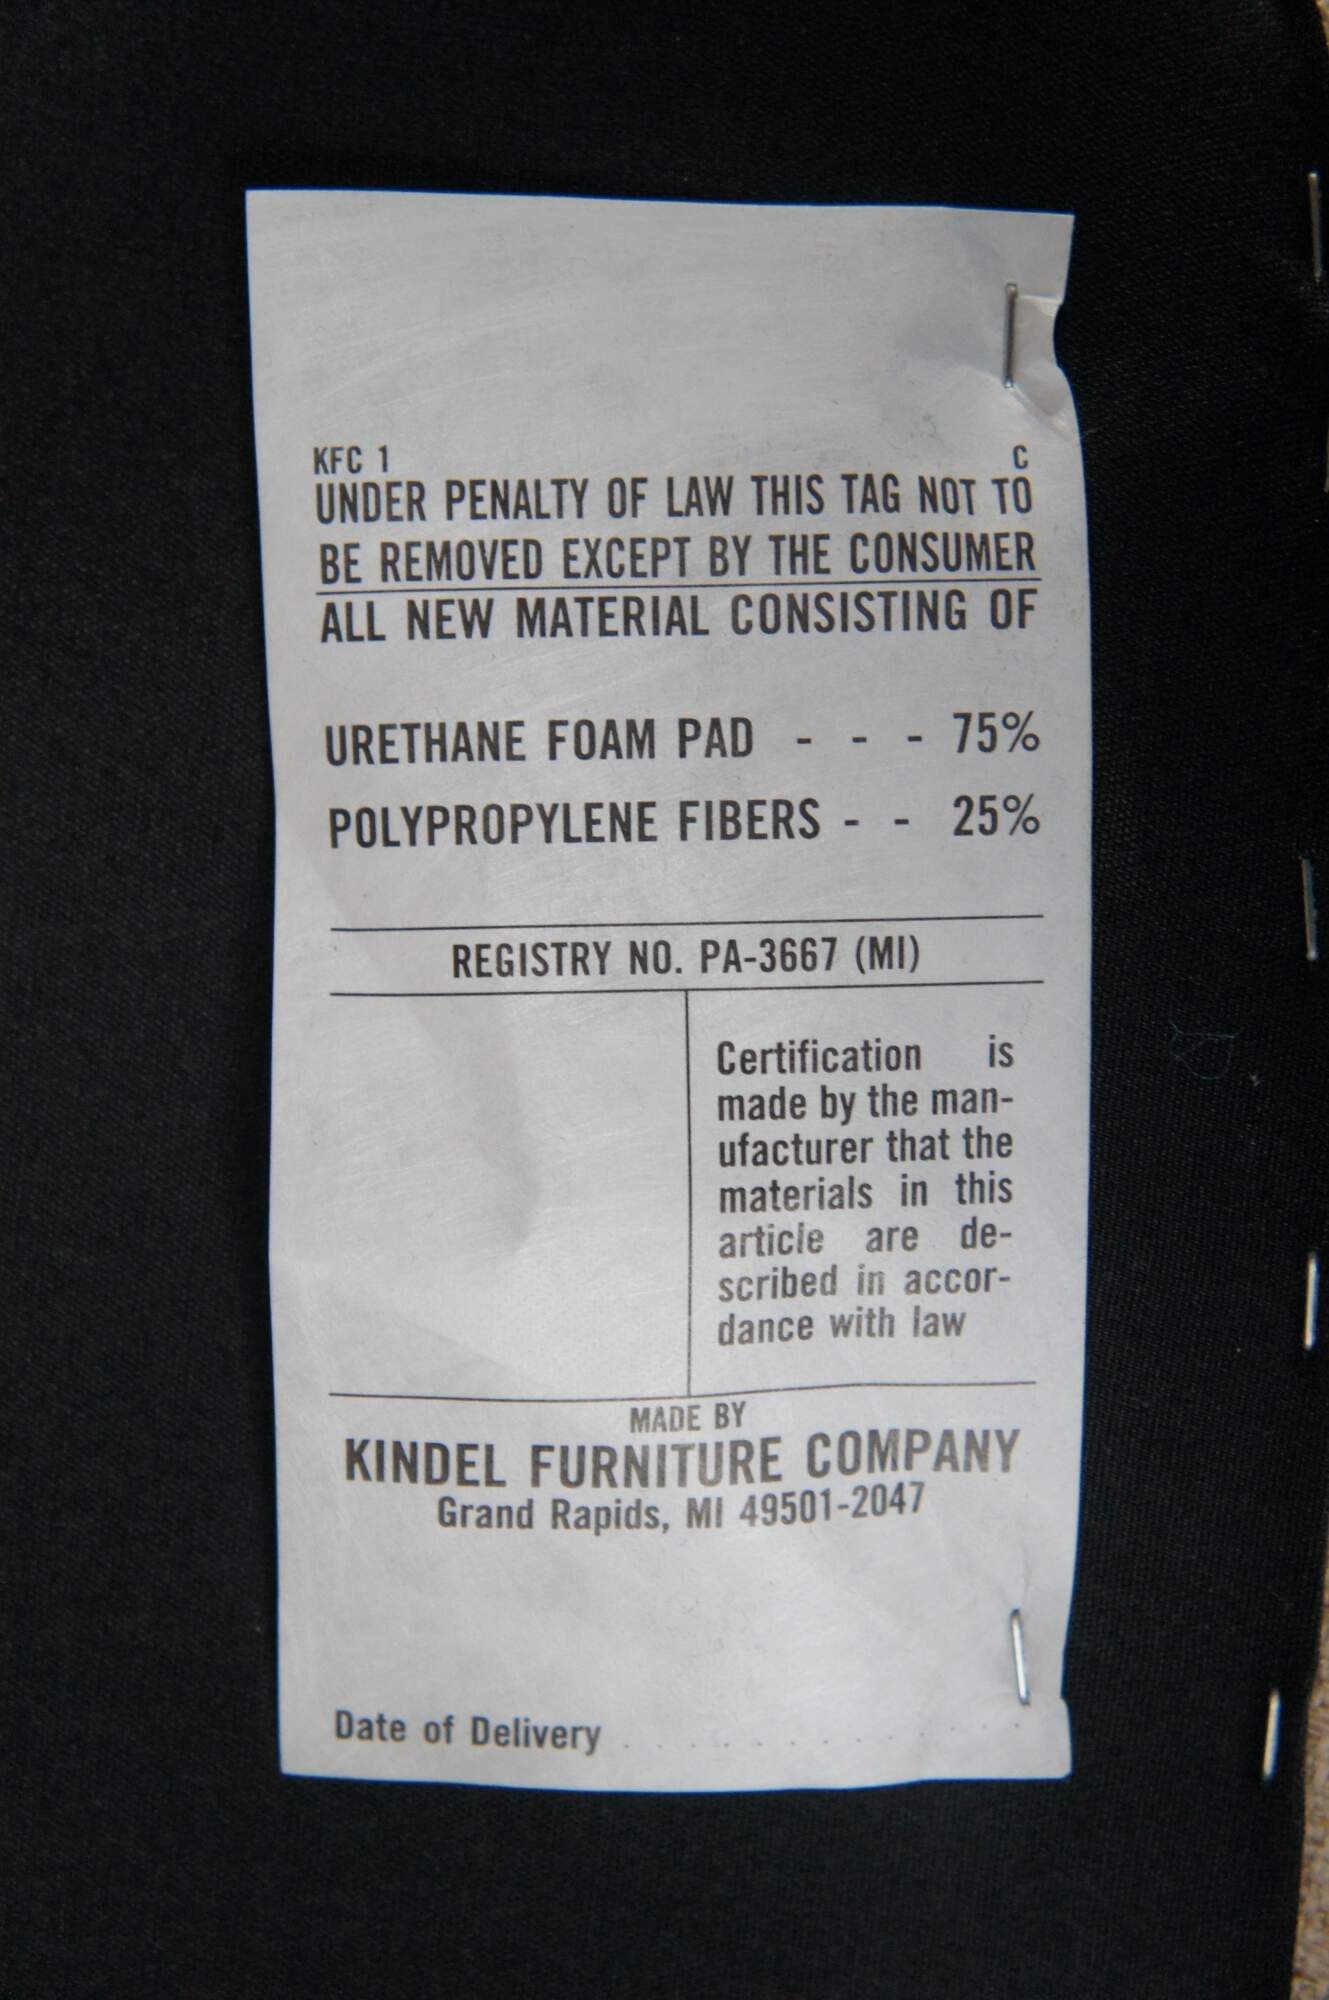 KFC 1 C
UNDER PENALTY OF LAW THIS TAG NOT TO
BE REMOVED EXCEPT BY THE CONSUMER
ALL NEW MATERIAL CONSISTING OF
URETHANE FOAM PAD - - - 75%
POLYPROPYLENE FIBERS - - 25%
REGISTRY NO. PA-3667 (MI)
Certification is
made by the man-
ufacturer that the
materials in this
article are de-
scribed in accor-
dance with law
MADE BY
KINDEL FURNITURE COMPANY
Grand Rapids, MI 49501-2047
Date of Delivery . . . . . . . . . .